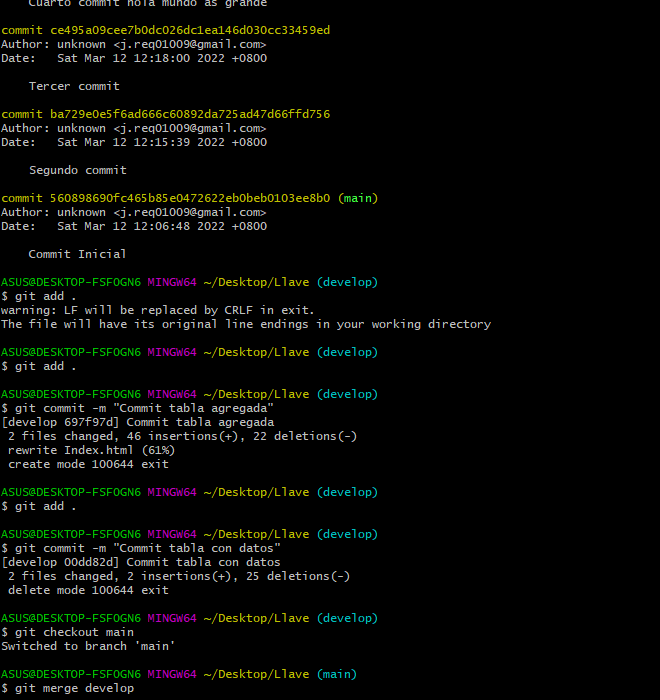 Cuarto commit hola mundo as grande
commit ce495a09cee7b0dc026dc1ea146d030cc33459ed
Author: unknown <j.req01009@gmail.com>
Date:   Sat Mar 12 12:18:00 2022 +0800
Tercer commit
commit ba729e0e5f6ad666c60892da725ad47d66ffd756
Author: unknown <j.req01009@gmail.com>
Date:   Sat Mar 12 12:15:39 2022 +0800
Segundo commit
commit 560898690fc465b85e0472622eb0beb0103ee8b0 (main)
Author: unknown <j.req01009@gmail.com>
Date:   Sat Mar 12 12:06:48 2022 +0800
Commit Inicial
ASUS@DESKTOP-FSFOGN6 MINGW64 ~/Desktop/Llave (develop)
$ git add .
warning: LF will be replaced by CRLF in exit.
The file will have its original line endings in your working directory
ASUS@DESKTOP-FSFOGN6 MINGW64 ~/Desktop/Llave (develop)
$ git add .
ASUS@DESKTOP-FSFOGN6 MINGW64 ~/Desktop/Llave (develop)
$ git commit -m "Commit tabla agregada"
[develop 697f97d] Commit tabla agregada
2 files changed, 46 insertions(+), 22 deletions(-)
rewrite Index.html (61%)
create mode 100644 exit
ASUS@DESKTOP-FSFOGN6 MINGW64 ~/Desktop/Llave (develop)
$ git add .
ASUS@DESKTOP-FSFOGN6 MINGW64 ~/Desktop/Llave (develop)
$ git commit -m "Commit tabla con datos"
[develop 00dd82d] Commit tabla con datos
2 files changed, 2 insertions(+), 25 deletions(-)
delete mode 100644 exit
ASUS@DESKTOP-FSFOGN6 MINGW64 ~/Desktop/Llave (develop)
$ git checkout main
Switched to branch 'main'
ASUS@DESKTOP-FSFOGN6 MINGW64 ~/Desktop/Llave (main)
$ git merge develop